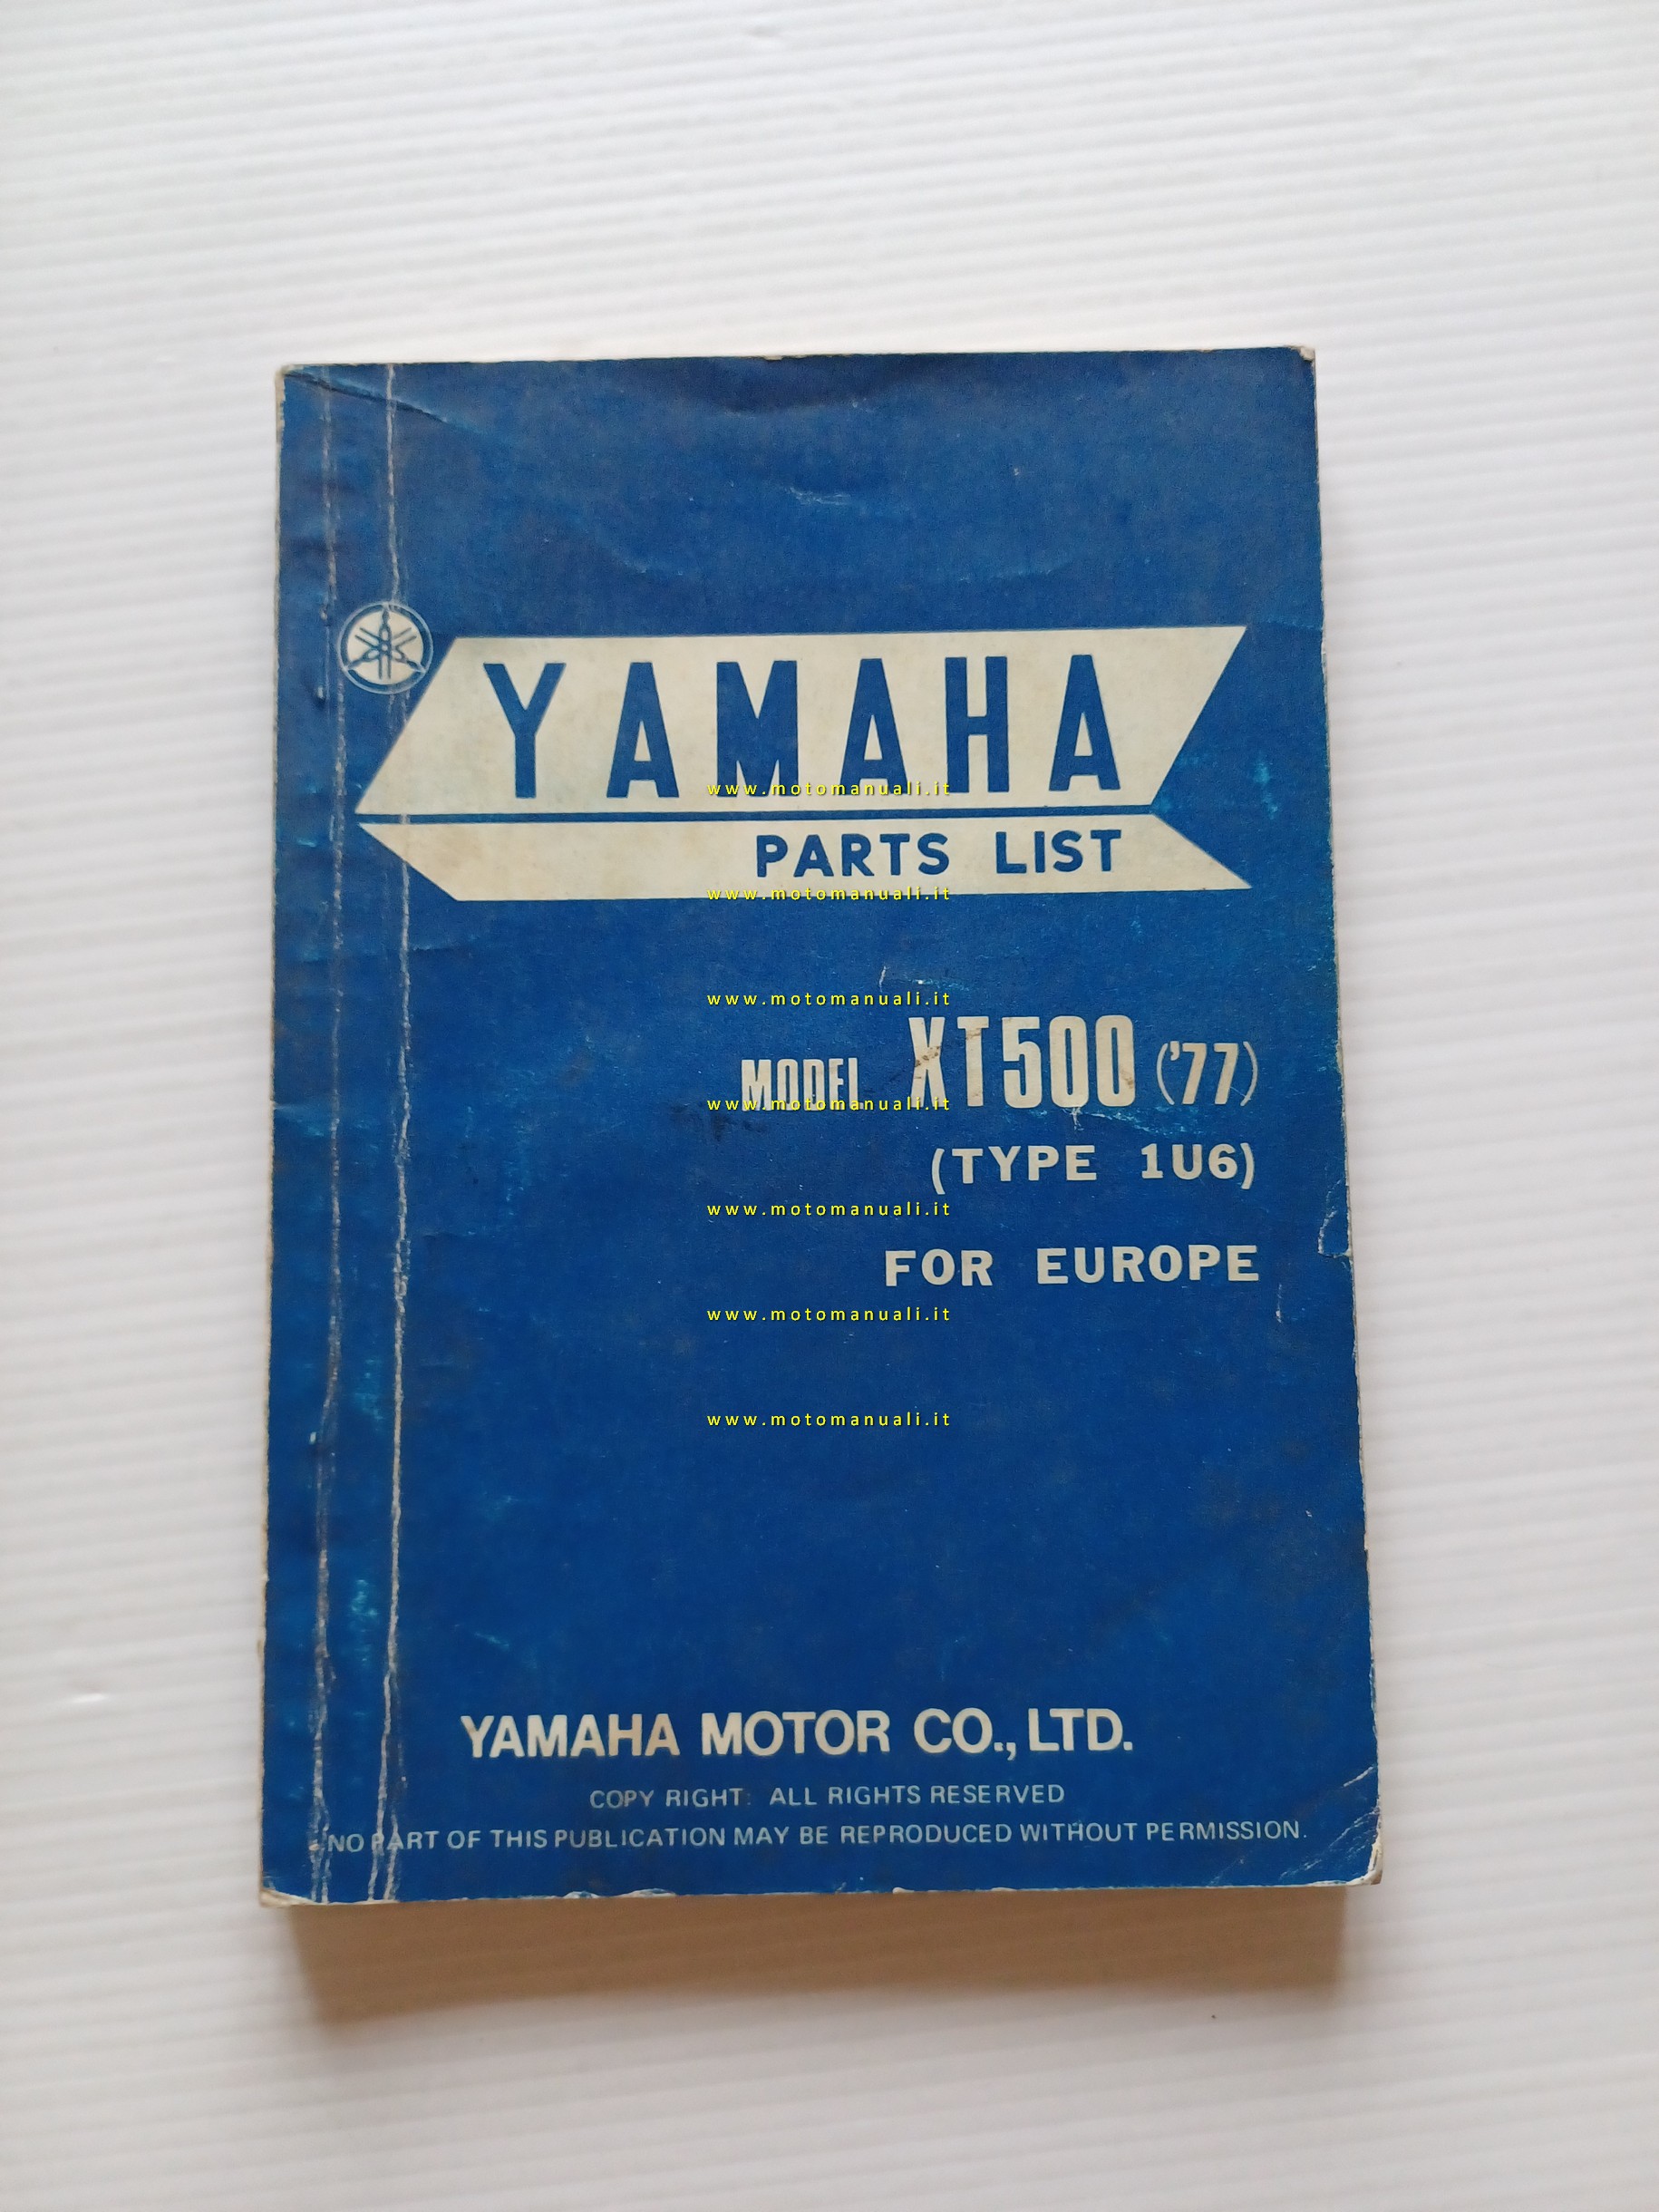 YAMAHA
www.motomanuali.it
PARTS LIST
www.motomanuali.it
www.motomanuali.it
MODEL XT500 ('77)
www.motomanuali.it
(TYPE 1U6)
www.motomanuali.it
FOR EUROPE
www.motomanuali.it
www.motomanuali.it
YAMAHA MOTOR CO., LTD.
COPY RIGHT: ALL RIGHTS RESERVED
NO PART OF THIS PUBLICATION MAY BE REPRODUCED WITHOUT PERMISSION.